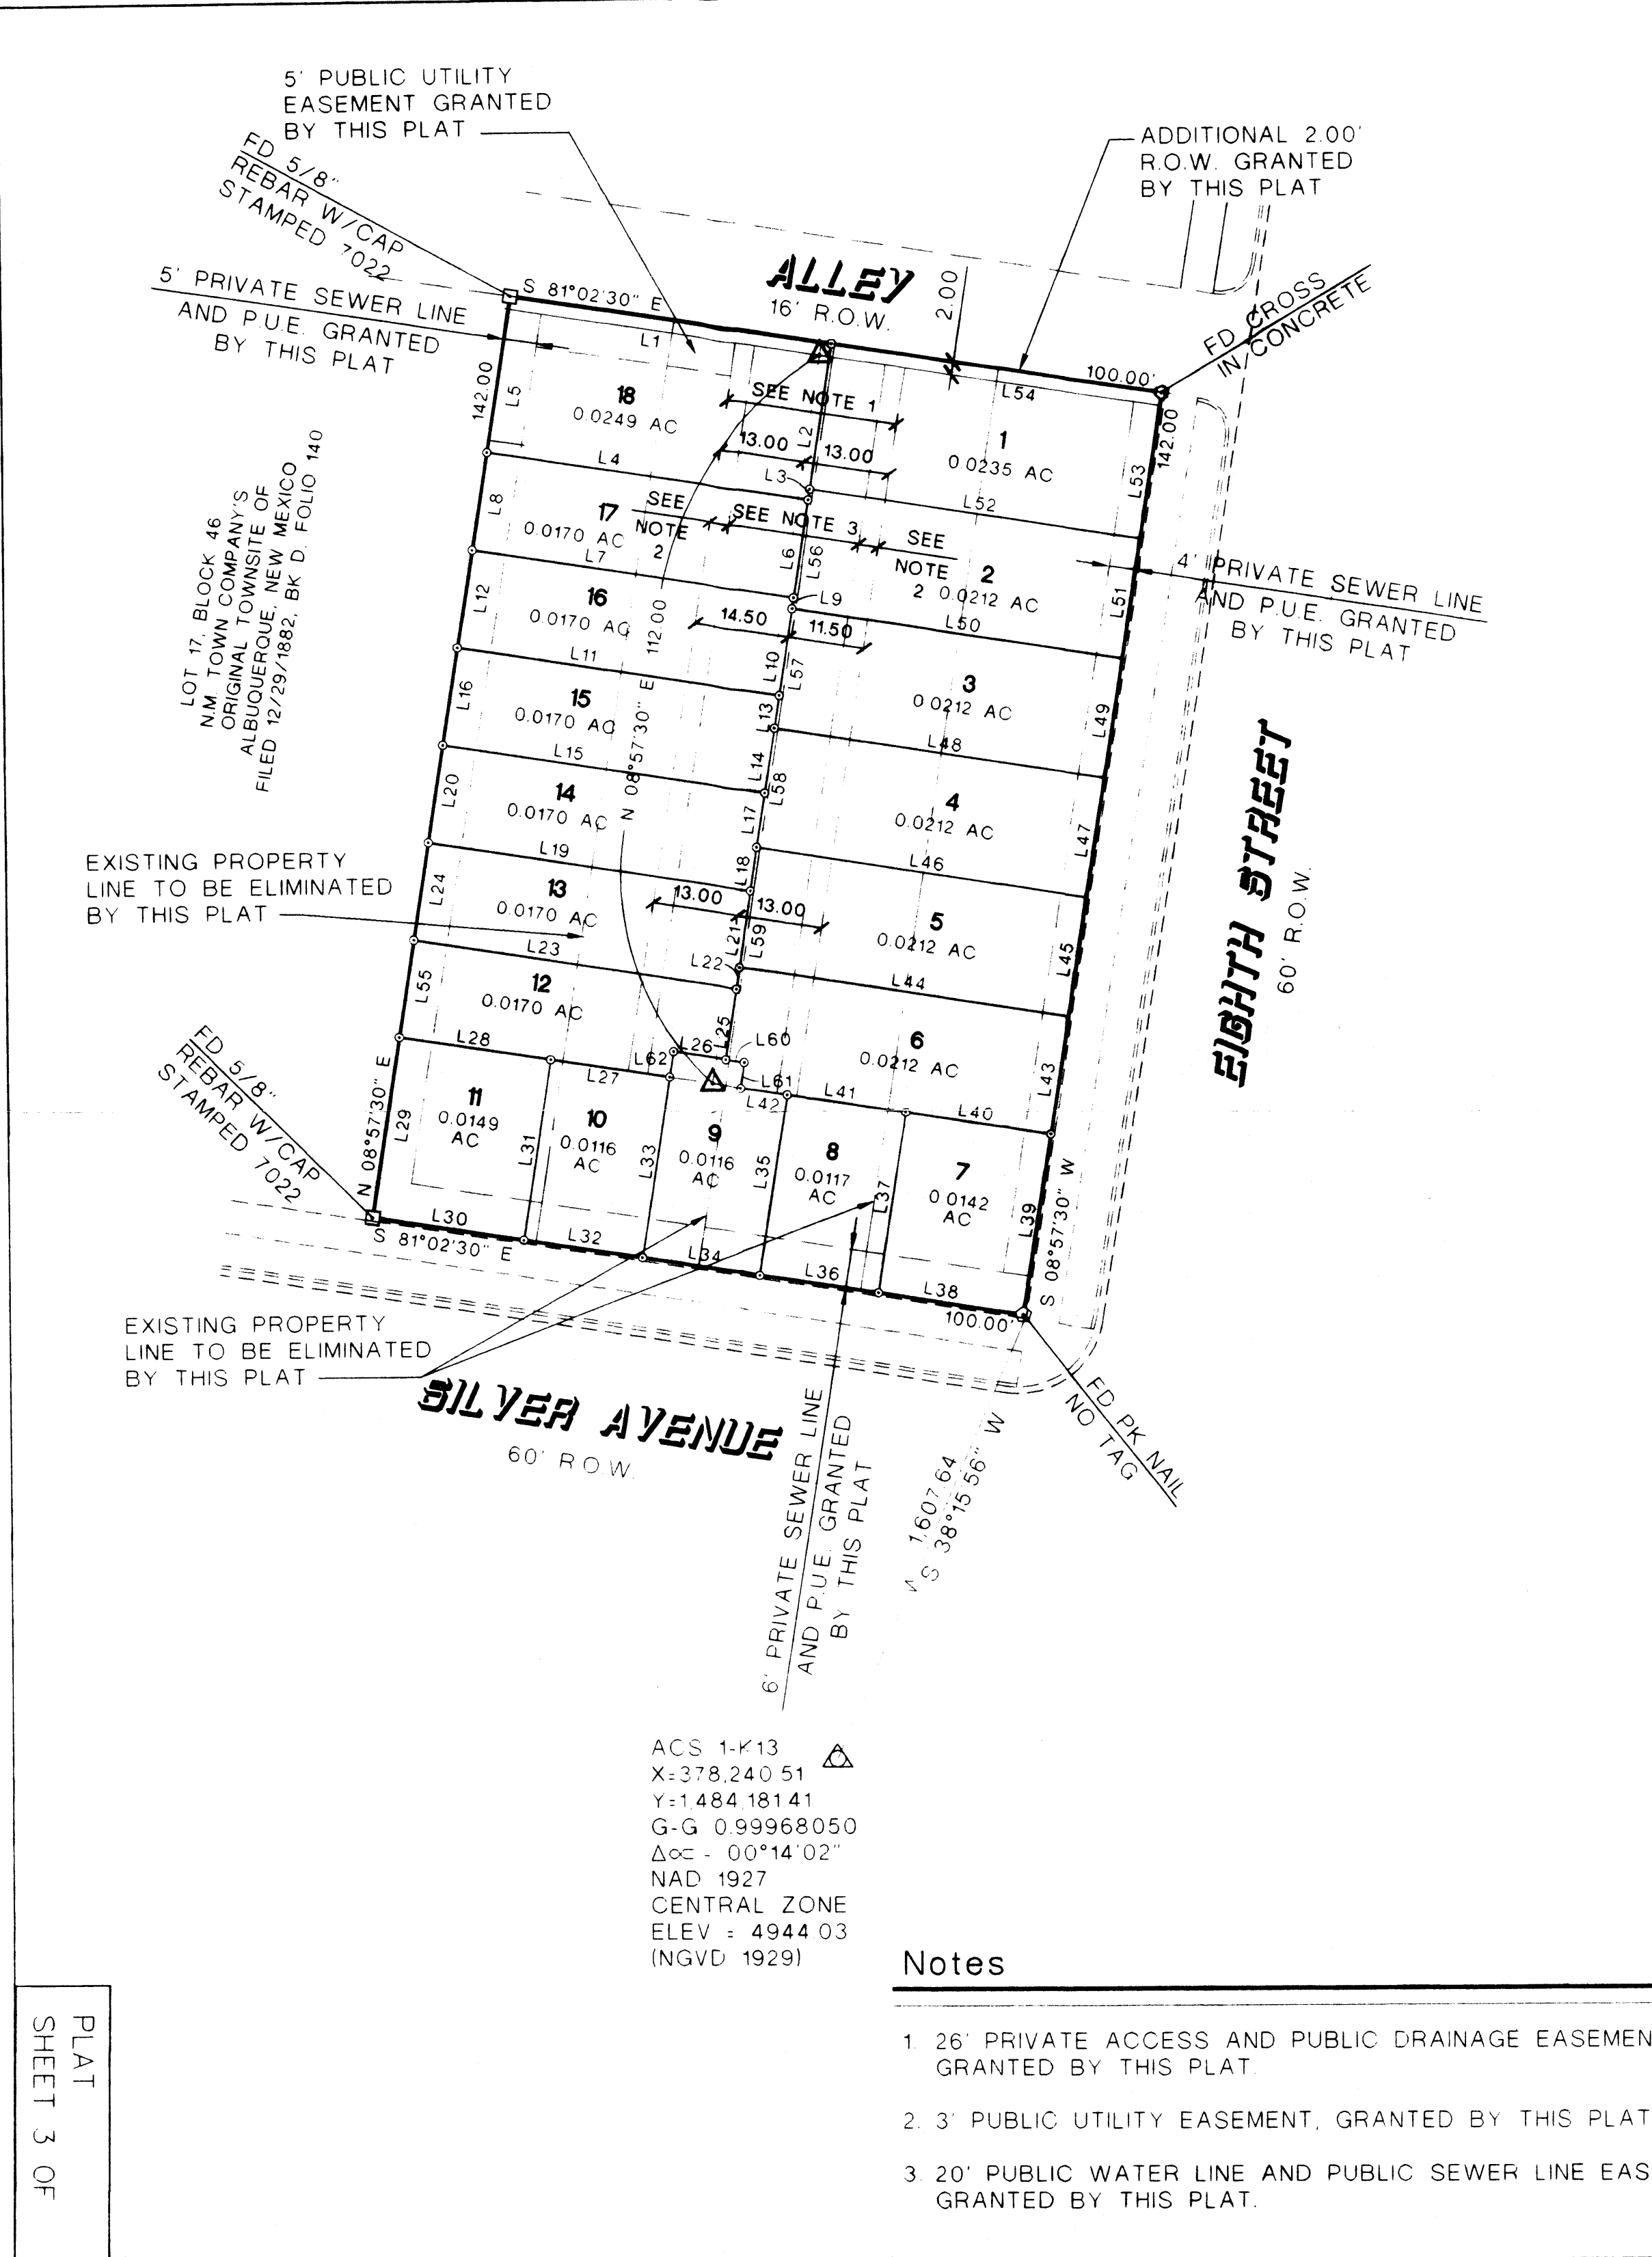 5' PUBLIC UTILITY
EASEMENT GRANTED
BY THIS PLAT
ADDITIONAL 2.00'
R.O.W. GRANTED
BY THIS PLAT
FD 5/8"
REBAR W/CAP
STAMPED 7022
5' PRIVATE SEWER LINE
AND P.U.E. GRANTED
BY THIS PLAT
S 81°02'30" E
ALLEY
16' R.O.W.
2.00
FD CROSS
IN CONCRETE
100.00'
L1
L54
142.00
L5
18
0.0249 AC
SEE NOTE 1
13.00
L2
13.00
1
0.0235 AC
L53
142.00
L4
L3
L52
LOT 17, BLOCK 46
N.M. TOWN COMPANY'S
ORIGINAL TOWNSITE OF
ALBUQUERQUE, NEW MEXICO
FILED 12/29/1882, BK D. FOLIO 140
L8
17
0.0170 AC
SEE
NOTE
2
SEE NOTE 3
SEE
NOTE
2
2
0.0212 AC
L7
L6
L56
L51
4' PRIVATE SEWER LINE
AND P.U.E. GRANTED
BY THIS PLAT
L12
16
0.0170 AC
L9
14.50
11.50
L50
L11
L10
L57
3
0.0212 AC
L49
N 08°57'30" E
112.00
L16
15
0.0170 AC
L13
L48
L15
L14
L58
L20
14
0.0170 AC
4
0.0212 AC
L47
L17
L46
L19
L18
EIGHTH STREET
60' R.O.W.
EXISTING PROPERTY
LINE TO BE ELIMINATED
BY THIS PLAT
L24
13
0.0170 AC
13.00
13.00
5
0.0212 AC
L45
L23
L21
L59
L22
L44
L55
12
0.0170 AC
L25
6
0.0212 AC
L43
L28
L62
L26
L60
L27
L61
L42
L41
L40
FD 5/8"
REBAR W/CAP
STAMPED 7022
N 08°57'30" E
L29
11
0.0149
AC
L31
10
0.0116
AC
L33
9
0.0116
AC
L35
8
0.0117
AC
L37
7
0.0142
AC
L39
S 08°57'30" W
L30
S 81°02'30" E
L32
L34
L36
L38
100.00'
EXISTING PROPERTY
LINE TO BE ELIMINATED
BY THIS PLAT
SILVER AVENUE
60' R.O.W.
6' PRIVATE SEWER LINE
AND P.U.E. GRANTED
BY THIS PLAT
1607.64
S 38°15'56" W
FD PK NAIL
NO TAG
ACS 1-K13
X=378,240.51
Y=1,484,181.41
G-G 0.99968050
Δ∝ - 00°14'02"
NAD 1927
CENTRAL ZONE
ELEV = 4944.03
(NGVD 1929)
Notes
1. 26' PRIVATE ACCESS AND PUBLIC DRAINAGE EASEMEN
GRANTED BY THIS PLAT.
2. 3' PUBLIC UTILITY EASEMENT, GRANTED BY THIS PLAT
3. 20' PUBLIC WATER LINE AND PUBLIC SEWER LINE EAS
GRANTED BY THIS PLAT.
PLAT
SHEET 3 OF